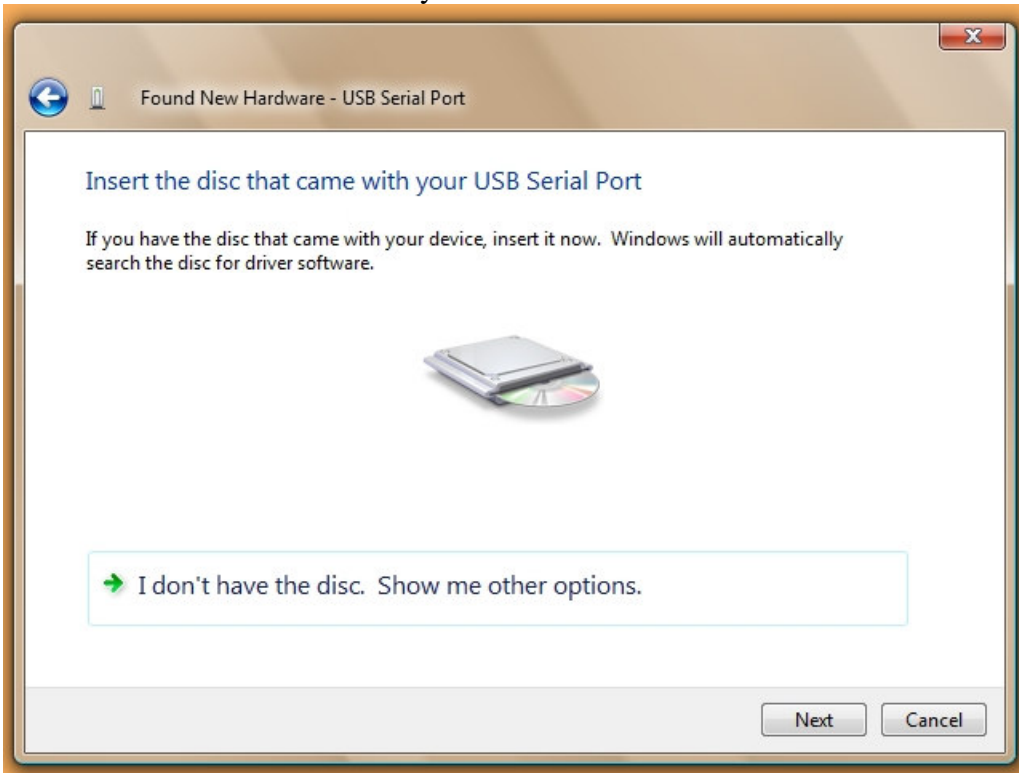 Found New Hardware - USB Serial Port
Insert the disc that came with your USB Serial Port
If you have the disc that came with your device, insert it now.  Windows will automatically
search the disc for driver software.
I don't have the disc.  Show me other options.
Next
Cancel